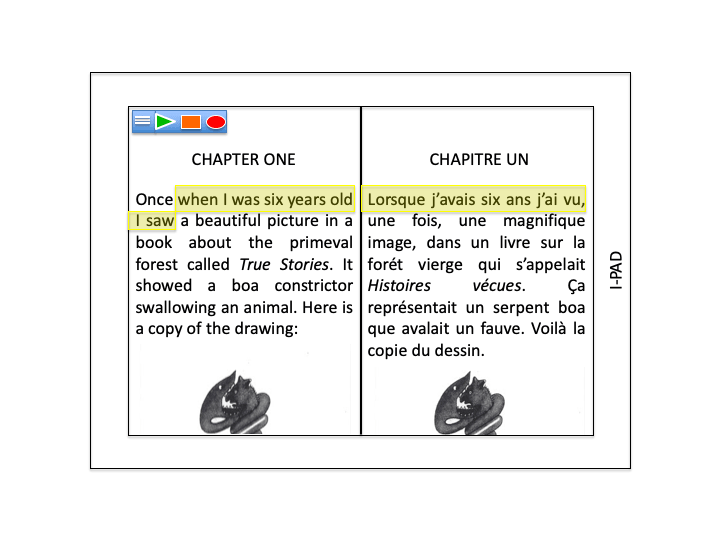 CHAPTER ONE
Once when I was six years old
I saw a beautiful picture in a
book about the primeval
forest called True Stories. It
showed a boa constrictor
swallowing an animal. Here is
a copy of the drawing:
CHAPITRE UN
Lorsque j’avais six ans j’ai vu,
une fois, une magnifique
image, dans un livre sur la
forét vierge qui s’appelait
Histoires vécues. Ça
représentait un serpent boa
que avalait un fauve. Voilà la
copie du dessin.
I-PAD